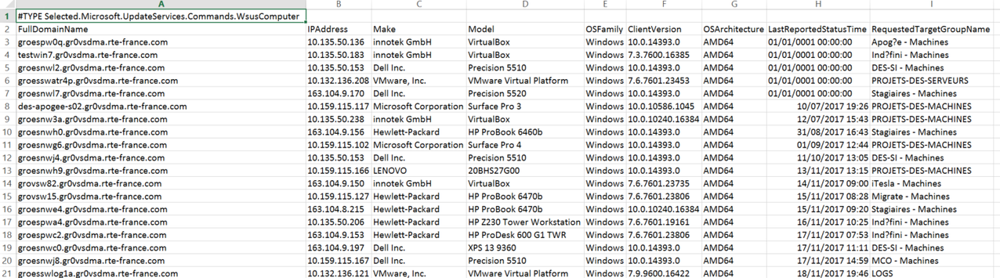 A B C D E F G H I
1 #TYPE Selected.Microsoft.UpdateServices.Commands.WsusComputer
2 FullDomainName IPAddress Make Model OSFamily ClientVersion OSArchitecture LastReportedStatusTime RequestedTargetGroupName
3 groespw0q.gr0vsdma.rte-france.com 10.135.50.136 innotek GmbH VirtualBox Windows 10.0.14393.0 AMD64 01/01/0001 00:00:00 Apog?e - Machines
4 testwin7.gr0vsdma.rte-france.com 10.135.50.183 innotek GmbH VirtualBox Windows 7.3.7600.16385 AMD64 01/01/0001 00:00:00 Ind?fini - Machines
5 groesnwl2.gr0vsdma.rte-france.com 10.135.50.153 Dell Inc. Precision 5510 Windows 10.0.14393.0 AMD64 01/01/0001 00:00:00 DES-SI - Machines
6 groesswatr4p.gr0vsdma.rte-france.com 10.132.136.208 VMware, Inc. VMware Virtual Platform Windows 7.6.7601.23453 AMD64 01/01/0001 00:00:00 PROJETS-DES-SERVEURS
7 groesnwl7.gr0vsdma.rte-france.com 163.104.9.170 Dell Inc. Precision 5520 Windows 10.0.14393.0 AMD64 01/01/0001 00:00:00 Stagiaires - Machines
8 des-apogee-s02.gr0vsdma.rte-france.com 10.159.115.117 Microsoft Corporation Surface Pro 3 Windows 10.0.10586.1045 AMD64 10/07/2017 19:26 PROJETS-DES-MACHINES
9 groesnw3a.gr0vsdma.rte-france.com 10.135.50.238 innotek GmbH VirtualBox Windows 10.0.10240.16384 AMD64 12/07/2017 15:43 PROJETS-DES-MACHINES
10 groesnwh0.gr0vsdma.rte-france.com 163.104.9.156 Hewlett-Packard HP ProBook 6460b Windows 10.0.14393.0 AMD64 31/08/2017 16:43 Stagiaires - Machines
11 groesnwg6.gr0vsdma.rte-france.com 10.159.115.102 Microsoft Corporation Surface Pro 4 Windows 10.0.14393.0 AMD64 01/09/2017 12:44 PROJETS-DES-MACHINES
12 groesnwj4.gr0vsdma.rte-france.com 10.135.50.153 Dell Inc. Precision 5510 Windows 10.0.14393.0 AMD64 11/10/2017 13:05 DES-SI - Machines
13 groesnwh9.gr0vsdma.rte-france.com 10.159.115.166 LENOVO 20BHS27G00 Windows 10.0.14393.0 AMD64 13/11/2017 13:15 PROJETS-DES-MACHINES
14 grovsw82.gr0vsdma.rte-france.com 163.104.9.150 innotek GmbH VirtualBox Windows 7.6.7601.23735 AMD64 14/11/2017 09:00 iTesla - Machines
15 grovsw15.gr0vsdma.rte-france.com 10.159.115.127 Hewlett-Packard HP ProBook 6470b Windows 7.6.7601.23806 AMD64 15/11/2017 08:28 Migrate - Machines
16 groesnwe4.gr0vsdma.rte-france.com 163.104.8.215 Hewlett-Packard HP ProBook 6470b Windows 10.0.10240.16384 AMD64 15/11/2017 09:20 Stagiaires - Machines
17 groespwa4.gr0vsdma.rte-france.com 10.135.50.206 Hewlett-Packard HP Z230 Tower Workstation Windows 7.6.7601.19161 AMD64 16/11/2017 10:25 Ind?fini - Machines
18 groespwc2.gr0vsdma.rte-france.com 163.104.9.153 Hewlett-Packard HP ProDesk 600 G1 TWR Windows 7.6.7601.23806 AMD64 17/11/2017 07:53 Ind?fini - Machines
19 groesnwc0.gr0vsdma.rte-france.com 163.104.9.197 Dell Inc. XPS 13 9360 Windows 10.0.14393.0 AMD64 17/11/2017 11:11 DES-SI - Machines
20 groesnwj8.gr0vsdma.rte-france.com 10.159.115.167 Dell Inc. Precision 5510 Windows 10.0.14393.0 AMD64 17/11/2017 14:59 MCO - Machines
21 groesswlog1a.gr0vsdma.rte-france.com 10.132.136.121 VMware, Inc. VMware Virtual Platform Windows 7.9.9600.16422 AMD64 18/11/2017 19:46 LOGS